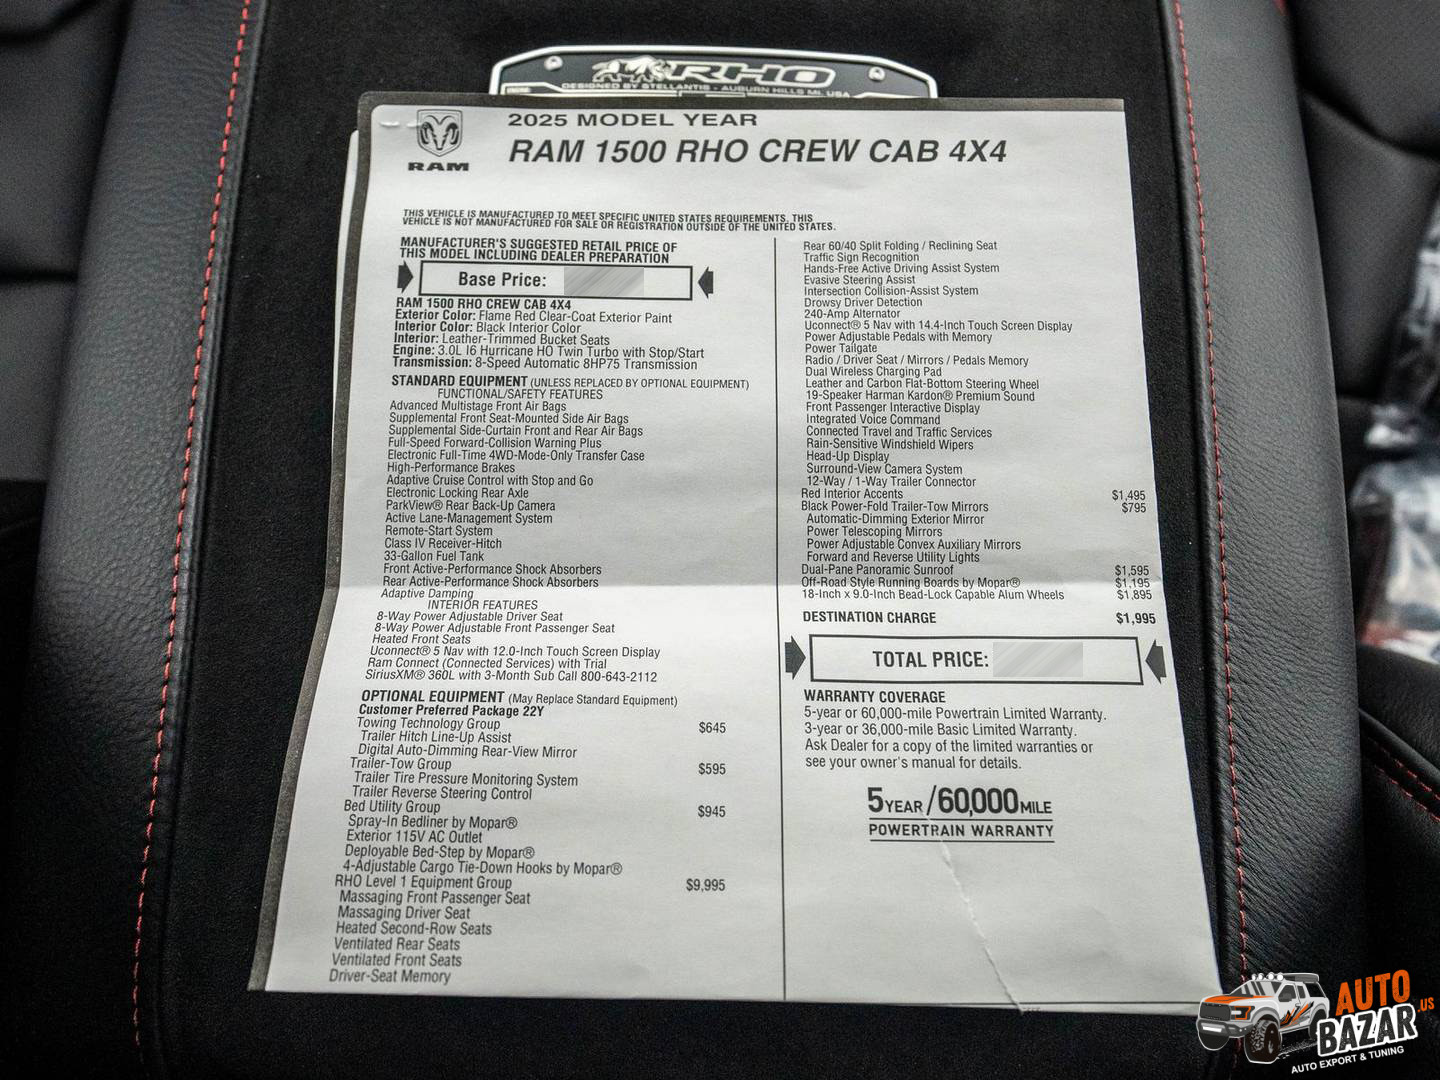 RHO
DESIGNED BY STELLANTIS - AUBURN HILLS MI, USA
RAM
2025 MODEL YEAR
RAM 1500 RHO CREW CAB 4X4
THIS VEHICLE IS MANUFACTURED TO MEET SPECIFIC UNITED STATES REQUIREMENTS. THIS
VEHICLE IS NOT MANUFACTURED FOR SALE OR REGISTRATION OUTSIDE OF THE UNITED STATES.
MANUFACTURER'S SUGGESTED RETAIL PRICE OF
THIS MODEL INCLUDING DEALER PREPARATION
Base Price:
RAM 1500 RHO CREW CAB 4X4
Exterior Color: Flame Red Clear-Coat Exterior Paint
Interior Color: Black Interior Color
Interior: Leather-Trimmed Bucket Seats
Engine: 3.0L I6 Hurricane HO Twin Turbo with Stop/Start
Transmission: 8-Speed Automatic 8HP75 Transmission
STANDARD EQUIPMENT (UNLESS REPLACED BY OPTIONAL EQUIPMENT)
FUNCTIONAL/SAFETY FEATURES
Advanced Multistage Front Air Bags
Supplemental Front Seat-Mounted Side Air Bags
Supplemental Side-Curtain Front and Rear Air Bags
Full-Speed Forward-Collision Warning Plus
Electronic Full-Time 4WD-Mode-Only Transfer Case
High-Performance Brakes
Adaptive Cruise Control with Stop and Go
Electronic Locking Rear Axle
ParkView® Rear Back-Up Camera
Active Lane-Management System
Remote-Start System
Class IV Receiver-Hitch
33-Gallon Fuel Tank
Front Active-Performance Shock Absorbers
Rear Active-Performance Shock Absorbers
Adaptive Damping
INTERIOR FEATURES
8-Way Power Adjustable Driver Seat
8-Way Power Adjustable Front Passenger Seat
Heated Front Seats
Uconnect® 5 Nav with 12.0-Inch Touch Screen Display
Ram Connect (Connected Services) with Trial
SiriusXM® 360L with 3-Month Sub Call 800-643-2112
OPTIONAL EQUIPMENT (May Replace Standard Equipment)
Customer Preferred Package 22Y
Towing Technology Group $645
Trailer Hitch Line-Up Assist
Digital Auto-Dimming Rear-View Mirror
Trailer-Tow Group $595
Trailer Tire Pressure Monitoring System
Trailer Reverse Steering Control
Bed Utility Group $945
Spray-In Bedliner by Mopar®
Exterior 115V AC Outlet
Deployable Bed-Step by Mopar®
4-Adjustable Cargo Tie-Down Hooks by Mopar®
RHO Level 1 Equipment Group $9,995
Massaging Front Passenger Seat
Massaging Driver Seat
Heated Second-Row Seats
Ventilated Rear Seats
Ventilated Front Seats
Driver-Seat Memory
Rear 60/40 Split Folding / Reclining Seat
Traffic Sign Recognition
Hands-Free Active Driving Assist System
Evasive Steering Assist
Intersection Collision-Assist System
Drowsy Driver Detection
240-Amp Alternator
Uconnect® 5 Nav with 14.4-Inch Touch Screen Display
Power Adjustable Pedals with Memory
Power Tailgate
Radio / Driver Seat / Mirrors / Pedals Memory
Dual Wireless Charging Pad
Leather and Carbon Flat-Bottom Steering Wheel
19-Speaker Harman Kardon® Premium Sound
Front Passenger Interactive Display
Integrated Voice Command
Connected Travel and Traffic Services
Rain-Sensitive Windshield Wipers
Head-Up Display
Surround-View Camera System
12-Way / 1-Way Trailer Connector
Red Interior Accents $1,495
Black Power-Fold Trailer-Tow Mirrors $795
Automatic-Dimming Exterior Mirror
Power Telescoping Mirrors
Power Adjustable Convex Auxiliary Mirrors
Forward and Reverse Utility Lights
Dual-Pane Panoramic Sunroof $1,595
Off-Road Style Running Boards by Mopar® $1,195
18-Inch x 9.0-Inch Bead-Lock Capable Alum Wheels $1,895
DESTINATION CHARGE $1,995
TOTAL PRICE:
WARRANTY COVERAGE
5-year or 60,000-mile Powertrain Limited Warranty.
3-year or 36,000-mile Basic Limited Warranty.
Ask Dealer for a copy of the limited warranties or
see your owner's manual for details.
5 YEAR/60,000 MILE
POWERTRAIN WARRANTY
AUTO
BAZAR.US
AUTO EXPORT & TUNING